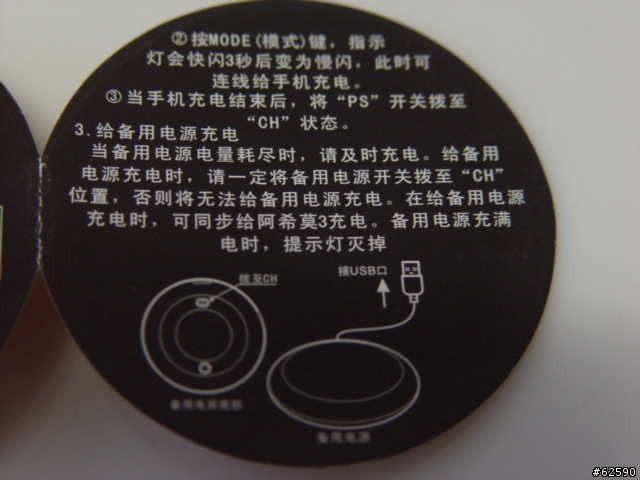 ②按MODE(模式)键，指示
灯会快闪3秒后变为慢闪，此时可
连线给手机充电。
③当手机充电结束后，将“PS”开关拨至
“CH”状态。
3.给备用电源充电
当备用电源电量耗尽时，请及时充电。给备用
电源充电时，请一定将备用电源开关拨至“CH”
位置，否则将无法给备用电源充电。在给备用电源
充电时，可同步给阿希莫3充电。备用电源充满
电时，提示灯灭掉
接USB口
拨至CH
备用电源底部
备用电源
#62590